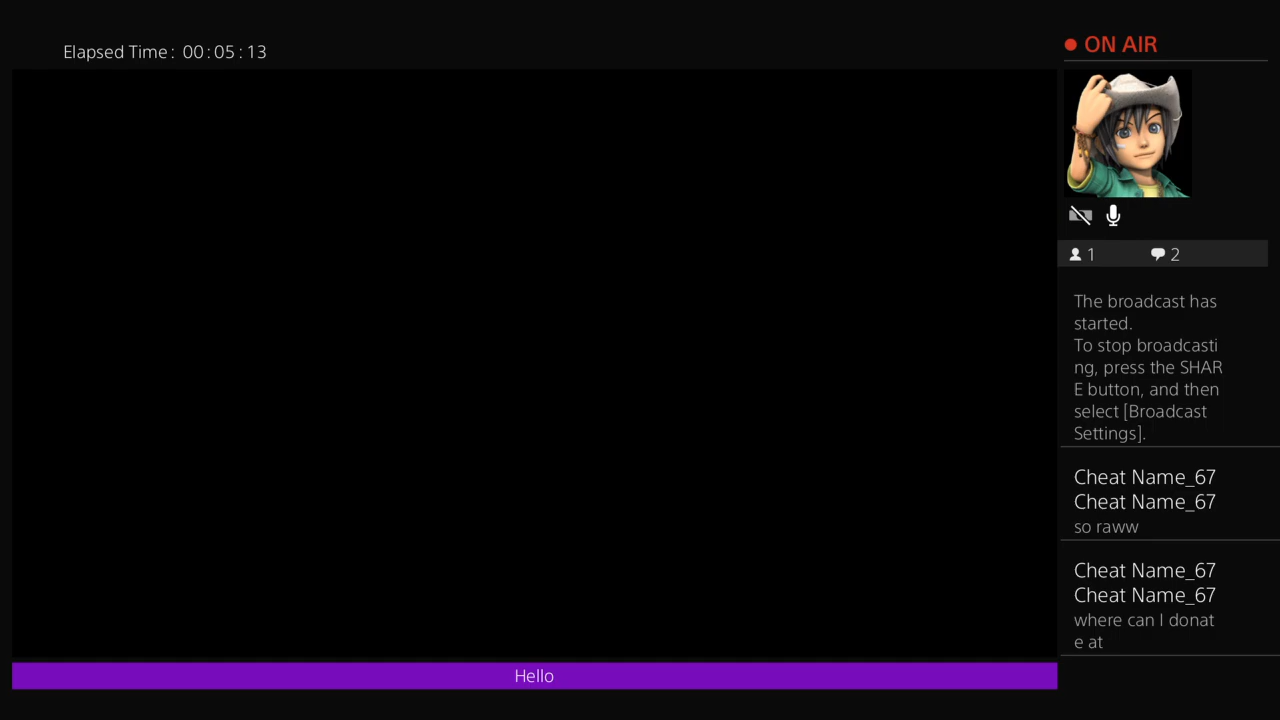 Elapsed Time: 00:05:13
ON AIR
1
2
The broadcast has
started.
To stop broadcasti
ng, press the SHAR
E button, and then
select [Broadcast
Settings].
Cheat Name_67
Cheat Name_67
so raww
Cheat Name_67
Cheat Name_67
where can I donat
e at
Hello